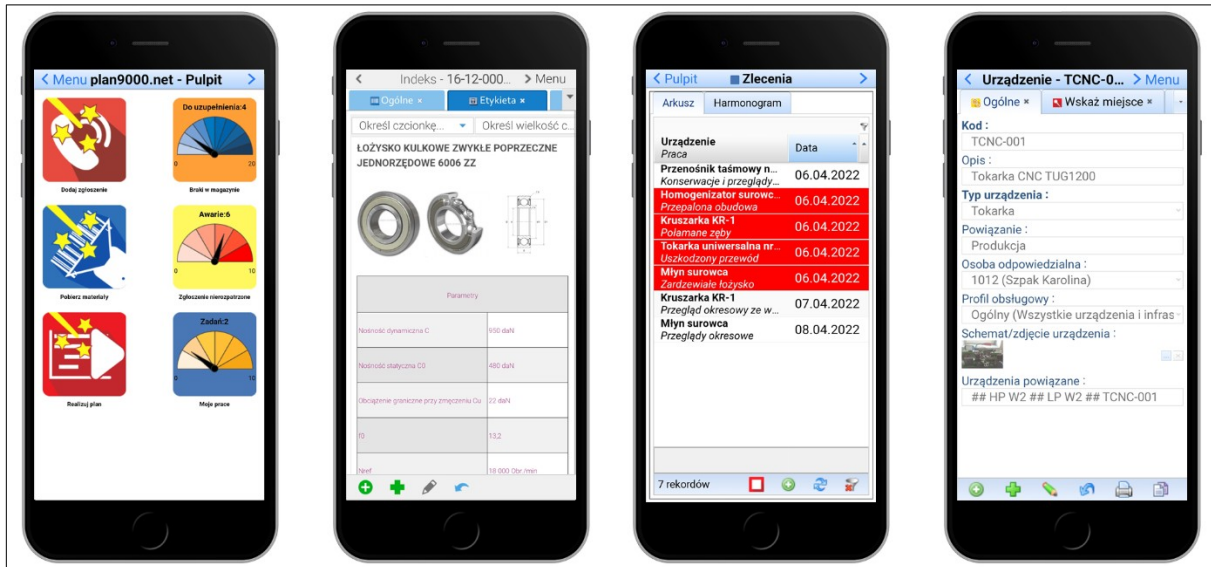 < Menu plan9000.net - Pulpit >
Do uzupełnienia:4
0 20
Dodaj zgłoszenie
Braki w magazynie
Awarie:6
0 10
Pobierz materiały
Zgłoszenie nierozpatrzone
Zadań:2
0 10
Realizuj plan
Moje prace
< Indeks - 16-12-000... > Menu
Ogólne ×
Etykieta ×
Określ czcionkę...
Określ wielkość c...
ŁOŻYSKO KULKOWE ZWYKŁE POPRZECZNE
JEDNORZĘDOWE 6006 ZZ
Parametry
Nośność dynamiczna C 950 daN
Nośność statyczna C0 480 daN
Obciążenie graniczne przy zmęczeniu Cu 22 daN
f0 13,2
Nref 18 000 Obr./min
< Pulpit Zlecenia >
Arkusz Harmonogram
Urządzenie
Praca
Data
Przenośnik taśmowy n...
Konserwacje i przeglądy...
06.04.2022
Homogenizator surowc...
Przepalona obudowa
06.04.2022
Kruszarka KR-1
Połamane zęby
06.04.2022
Tokarka uniwersalna nr...
Uszkodzony przewód
06.04.2022
Młyn surowca
Zardzewiałe łożysko
06.04.2022
Kruszarka KR-1
Przegląd okresowy ze w...
07.04.2022
Młyn surowca
Przeglądy okresowe
08.04.2022
7 rekordów
< Urządzenie - TCNC-0... > Menu
Ogólne ×
Wskaż miejsce ×
Kod :
TCNC-001
Opis :
Tokarka CNC TUG1200
Typ urządzenia :
Tokarka
Powiązanie :
Produkcja
Osoba odpowiedzialna :
1012 (Szpak Karolina)
Profil obsługowy :
Ogólny (Wszystkie urządzenia i infras
Schemat/zdjęcie urządzenia :
Urządzenia powiązane :
## HP W2 ## LP W2 ## TCNC-001